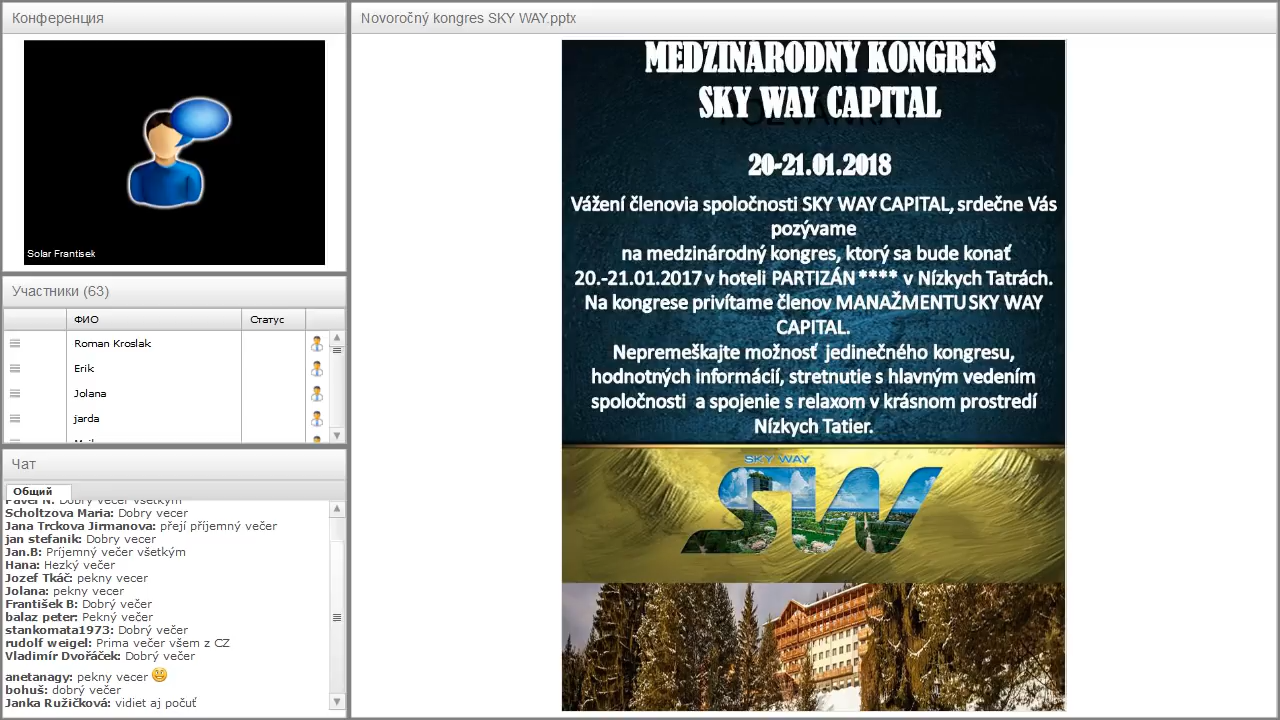 Конференция
Solar Frantisek
Участники (63)
ФИО
Статус
Roman Kroslak
Erik
Jolana
jarda
Чат
Общий
Pavel N: Dobrý večer všetkým
Scholtzova Maria: Dobry vecer
Jana Trckova Jirmanova: přejí příjemný večer
jan stefanik: Dobry vecer
Jan.B: Príjemný večer všetkým
Hana: Hezký večer
Jozef Tkáč: pekny vecer
Jolana: pekny vecer
František B: Dobrý večer
balaz peter: Pekný večer
stankomata1973: Dobrý večer
rudolf weigel: Prima večer všem z CZ
Vladimír Dvořáček: Dobrý večer
anetanagy: pekny vecer
bohuš: dobrý večer
Janka Ružičková: vidiet aj počuť
Novoročný kongres SKY WAY.pptx
MEDZINÁRODNÝ KONGRES
SKY WAY CAPITAL
20-21.01.2018
Vážení členovia spoločnosti SKY WAY CAPITAL, srdečne Vás
pozývame
na medzinárodný kongres, ktorý sa bude konať
20.-21.01.2017 v hoteli PARTIZÁN **** v Nízkych Tatrách.
Na kongrese privítame členov MANAŽMENTU SKY WAY
CAPITAL.
Nepremeškajte možnosť jedinečného kongresu,
hodnotných informácií, stretnutie s hlavným vedením
spoločnosti a spojenie s relaxom v krásnom prostredí
Nízkych Tatier.
SKY WAY
SW